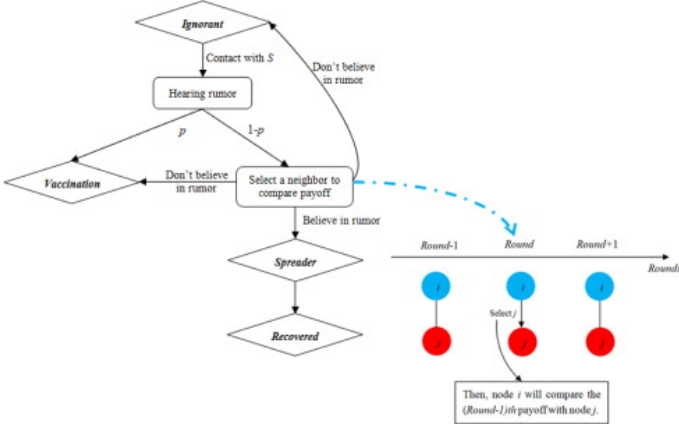 Ignorant
Contact with S
Don't believe
in rumor
Hearing rumor
p
1-p
Vaccination
Don't believe
in rumor
Select a neighbor to
compare payoff
Believe in rumor
Spreader
Recovered
Round-1
Round
Round+1
Rounds
i
i
i
Select j
j
j
j
Then, node i will compare the
(Round-1)th payoff with node j.